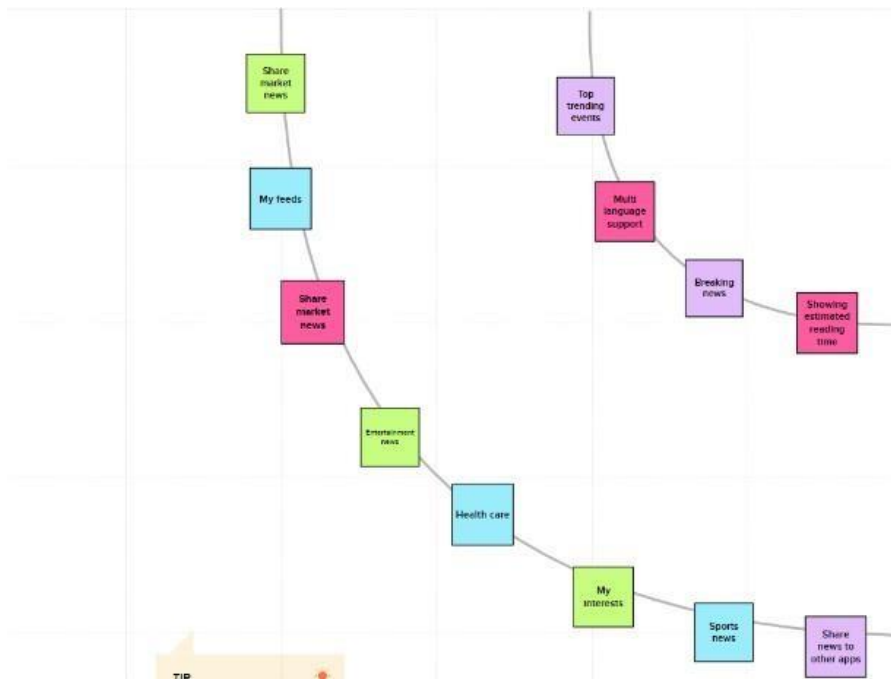 Share
market
news
My feeds
Share
market
news
Entertainment
news
Health care
My
interests
Sports
news
Share
news to
other apps
Top
trending
events
Multi
language
support
Breaking
news
Showing
estimated
reading
time
TIP